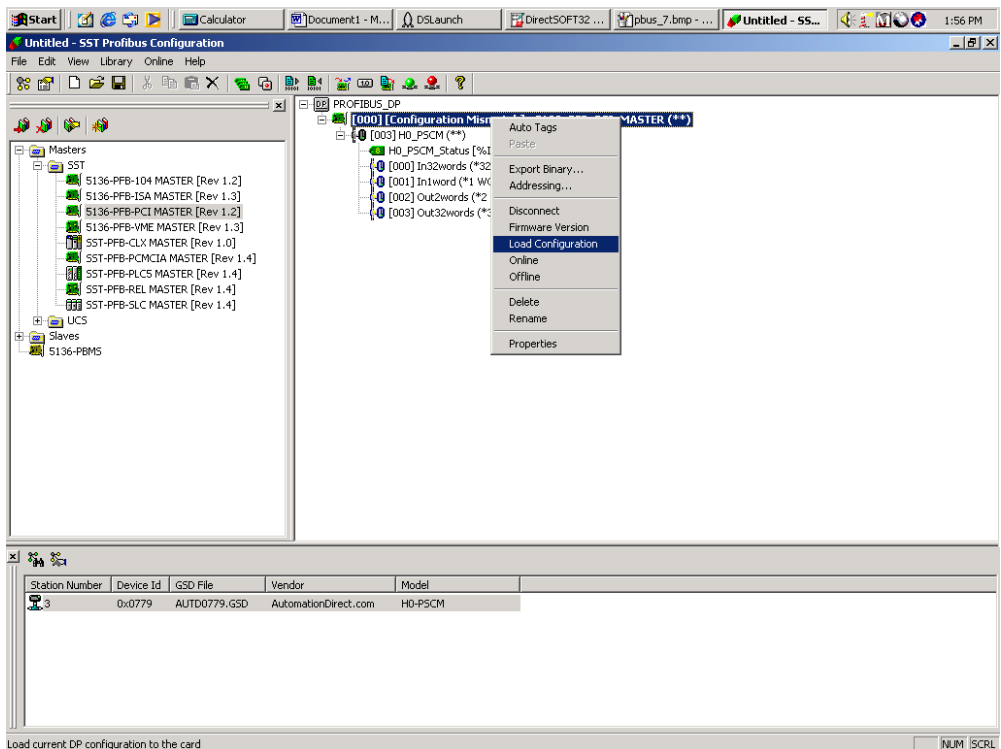 Start
Calculator
Document1 - M...
DSLaunch
DirectSOFT32 ...
pbus_7.bmp - ...
Untitled - SS...
1:56 PM
Untitled - SST Profibus Configuration
File Edit View Library Online Help
Masters
SST
5136-PFB-104 MASTER [Rev 1.2]
5136-PFB-ISA MASTER [Rev 1.3]
5136-PFB-PCI MASTER [Rev 1.2]
5136-PFB-VME MASTER [Rev 1.3]
SST-PFB-CLX MASTER [Rev 1.0]
SST-PFB-PCMCIA MASTER [Rev 1.4]
SST-PFB-PLC5 MASTER [Rev 1.4]
SST-PFB-REL MASTER [Rev 1.4]
SST-PFB-SLC MASTER [Rev 1.4]
UCS
Slaves
5136-PBMS
DP PROFIBUS_DP
[000] [Configuration Mism MASTER (**)
[003] H0_PSCM (**)
H0_PSCM_Status [%I
[000] In32words (*32
[001] In1word (*1 WO
[002] Out2words (*2
[003] Out32words (*3
Auto Tags
Paste
Export Binary...
Addressing...
Disconnect
Firmware Version
Load Configuration
Online
Offline
Delete
Rename
Properties
Station Number Device Id GSD File Vendor Model
3 0x0779 AUTD0779.GSD AutomationDirect.com H0-PSCM
Load current DP configuration to the card
NUM SCRL